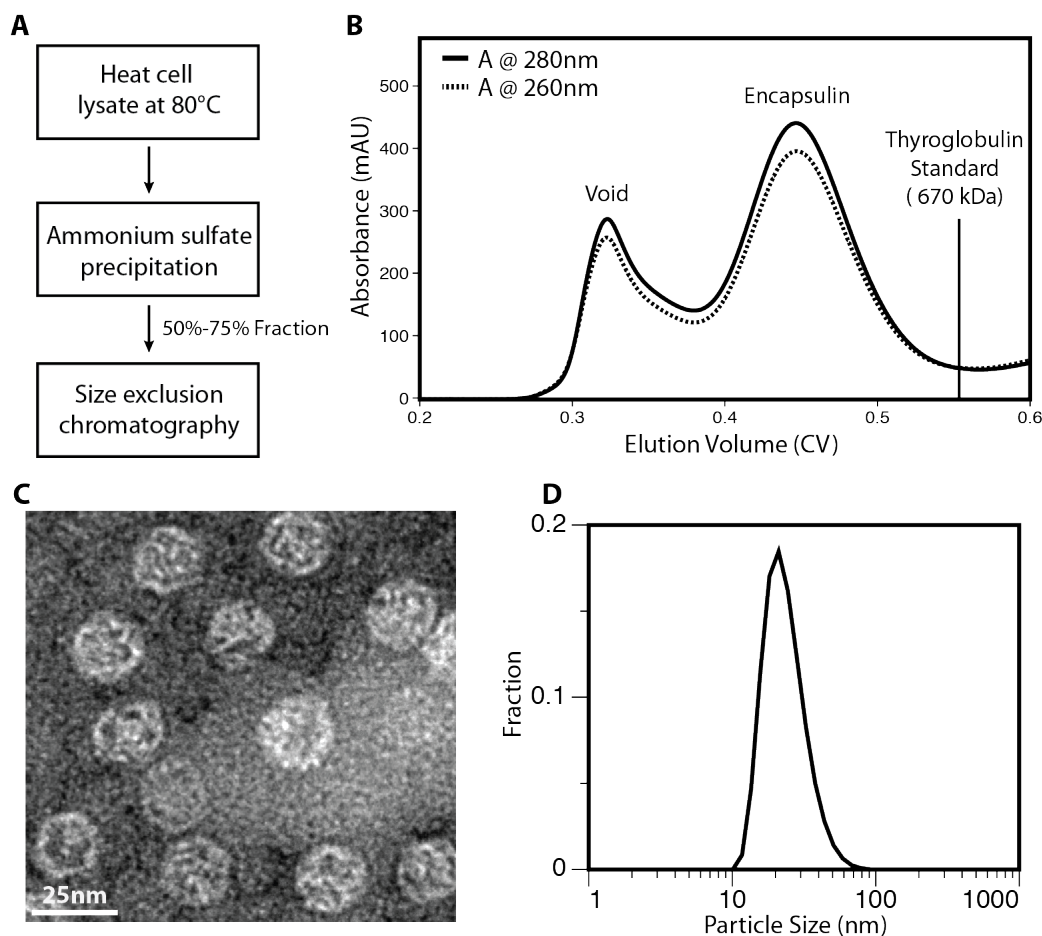 A
Heat cell
lysate at 80°C
Ammonium sulfate
precipitation
50%-75% Fraction
Size exclusion
chromatography
B
A @ 280nm
A @ 260nm
Void
Encapsulin
Thyroglobulin
Standard
( 670 kDa)
Absorbance (mAU)
500
400
300
200
100
0
0.2 0.3 0.4 0.5 0.6
Elution Volume (CV)
C
25nm
D
Fraction
0.2
0.1
0
1 10 100 1000
Particle Size (nm)